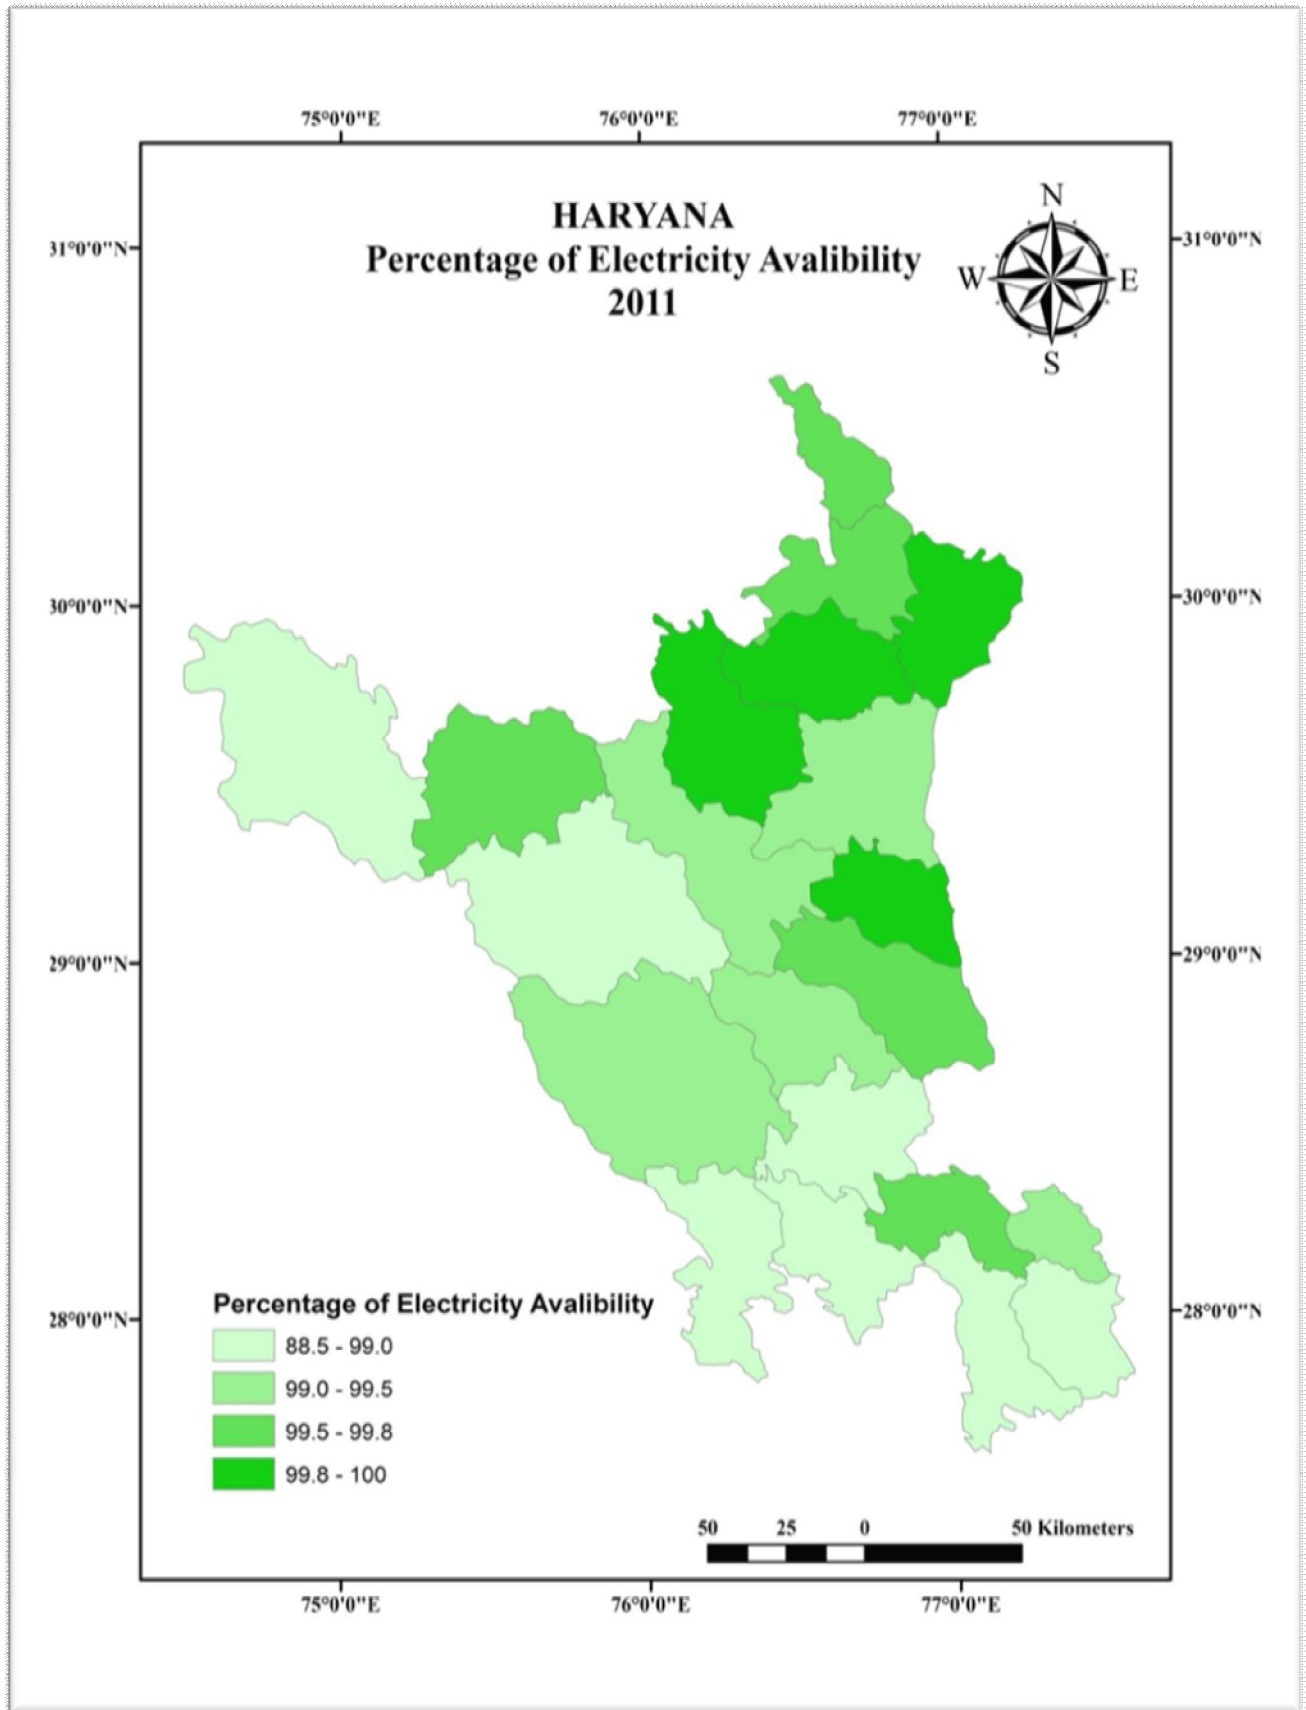 75°0'0"E 76°0'0"E 77°0'0"E
HARYANA
Percentage of Electricity Avalibility
2011
N
W E
S
31°0'0"N 31°0'0"N
30°0'0"N 30°0'0"N
29°0'0"N 29°0'0"N
28°0'0"N 28°0'0"N
Percentage of Electricity Avalibility
88.5 - 99.0
99.0 - 99.5
99.5 - 99.8
99.8 - 100
50 25 0 50 Kilometers
75°0'0"E 76°0'0"E 77°0'0"E